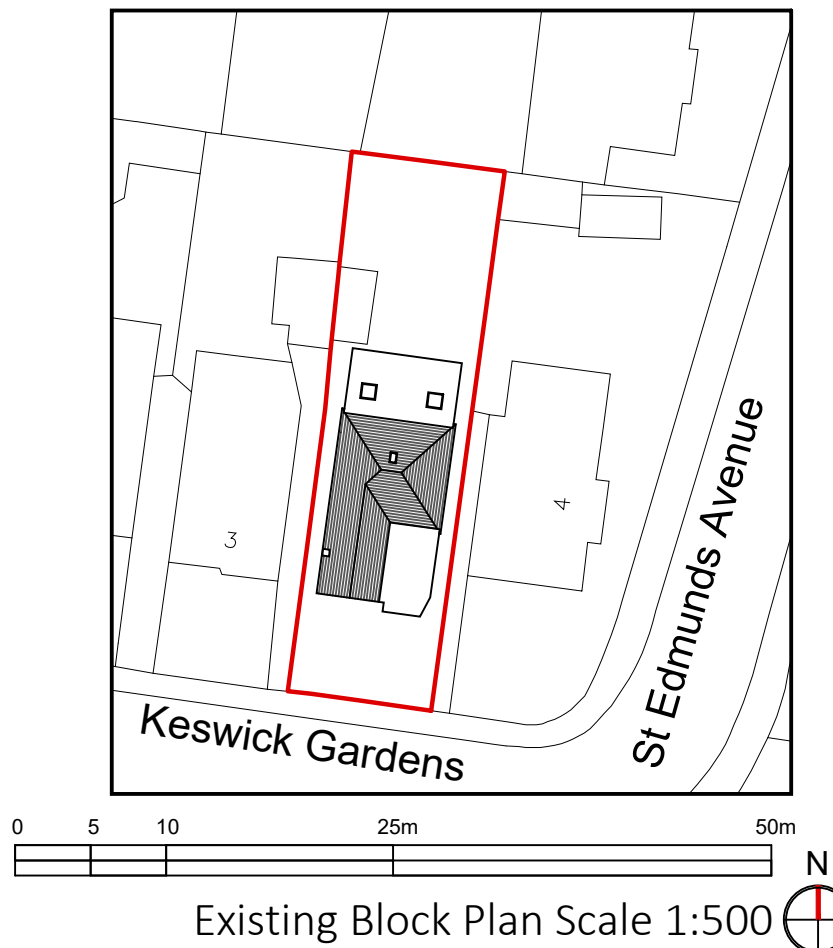 3
4
St Edmunds Avenue
Keswick Gardens
0 5 10 25m 50m
N
Existing Block Plan Scale 1:500